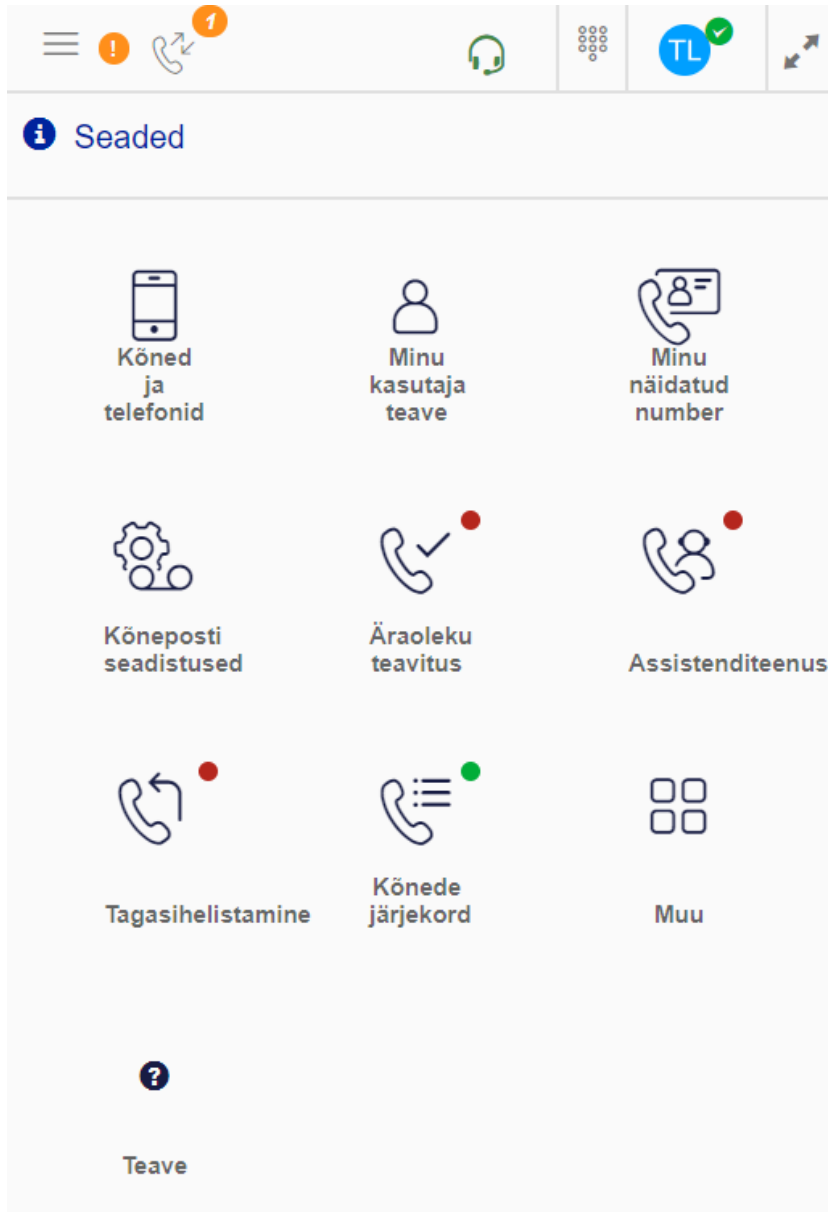 !
1
TL
Seaded
Kõned
ja
telefonid
Minu
kasutaja
teave
Minu
näidatud
number
Kõneposti
seadistused
Äraoleku
teavitus
Assistenditeenus
Tagasihelistamine
Kõnede
järjekord
Muu
?
Teave